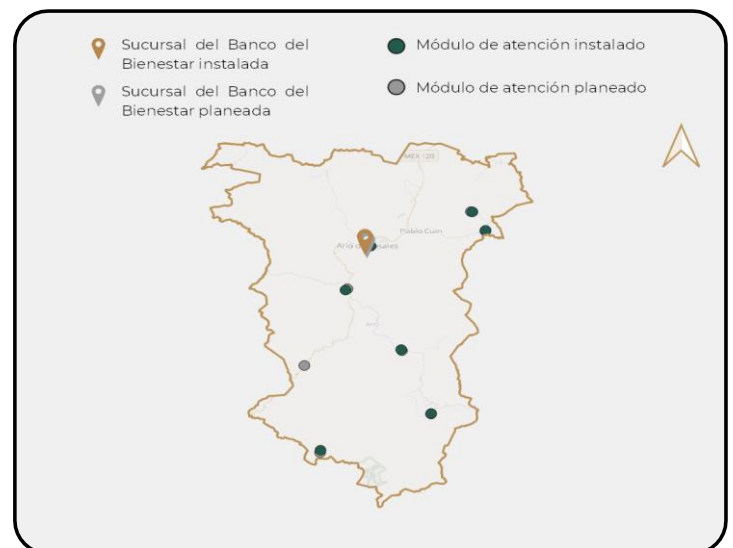 Sucursal del Banco del
Bienestar instalada
Sucursal del Banco del
Bienestar planeada
Módulo de atención instalado
Módulo de atención planeado
MEX 120
Pablo Cuin
Ario